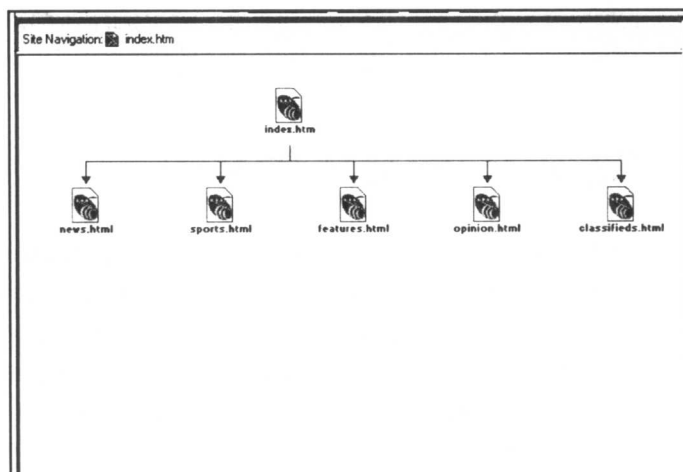 Site Navigation: index.htm
index.htm
news.html sports.html features.html opinion.html classifieds.html